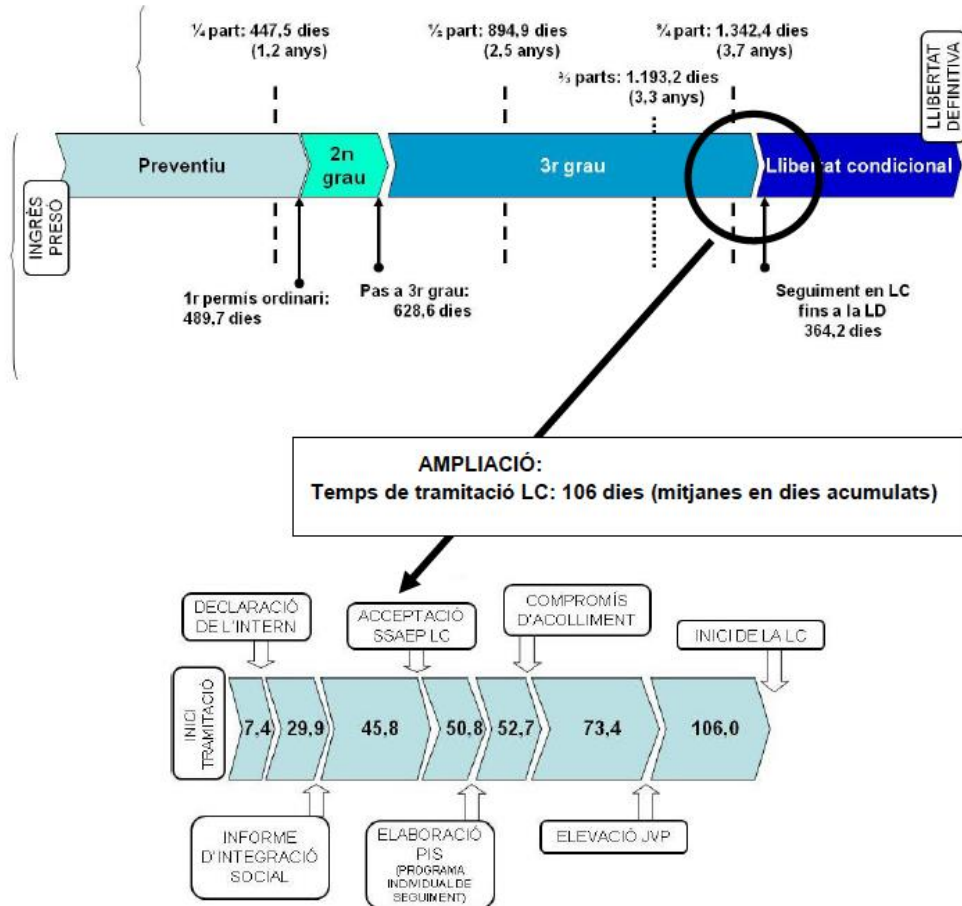 ¼ part: 447,5 dies
(1,2 anys)
½ part: 894,9 dies
(2,5 anys)
¾ part: 1.342,4 dies
(3,7 anys)
⅔ parts: 1.193,2 dies
(3,3 anys)
LLIBERTAT
DEFINITIVA
INGRÈS
PRESÓ
Preventiu
2n
grau
3r grau
Llibertat condicional
1r permís ordinari:
489,7 dies
Pas a 3r grau:
628,6 dies
Seguiment en LC
fins a la LD
364,2 dies
AMPLIACIÓ:
Temps de tramitació LC: 106 dies (mitjanes en dies acumulats)
DECLARACIÓ
DE L'INTERN
ACCEPTACIÓ
SSAEP LC
COMPROMÍS
D'ACOLLIMENT
INICI DE LA LC
INICI
TRAMITACIÓ
7,4
29,9
45,8
50,8
52,7
73,4
106,0
INFORME
D'INTEGRACIÓ
SOCIAL
ELABORACIÓ
PIS
(PROGRAMA
INDIVIDUAL DE
SEGUIMENT)
ELEVACIÓ JVP